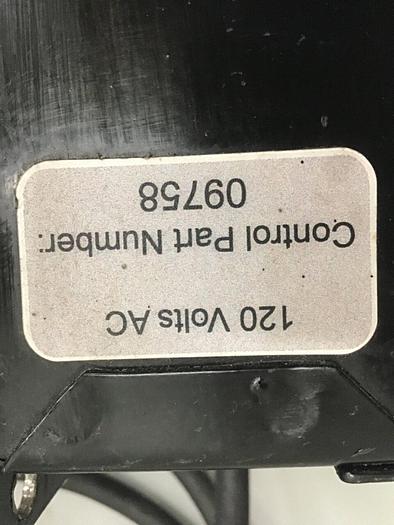 120 Volts AC
Control Part Number:
09758